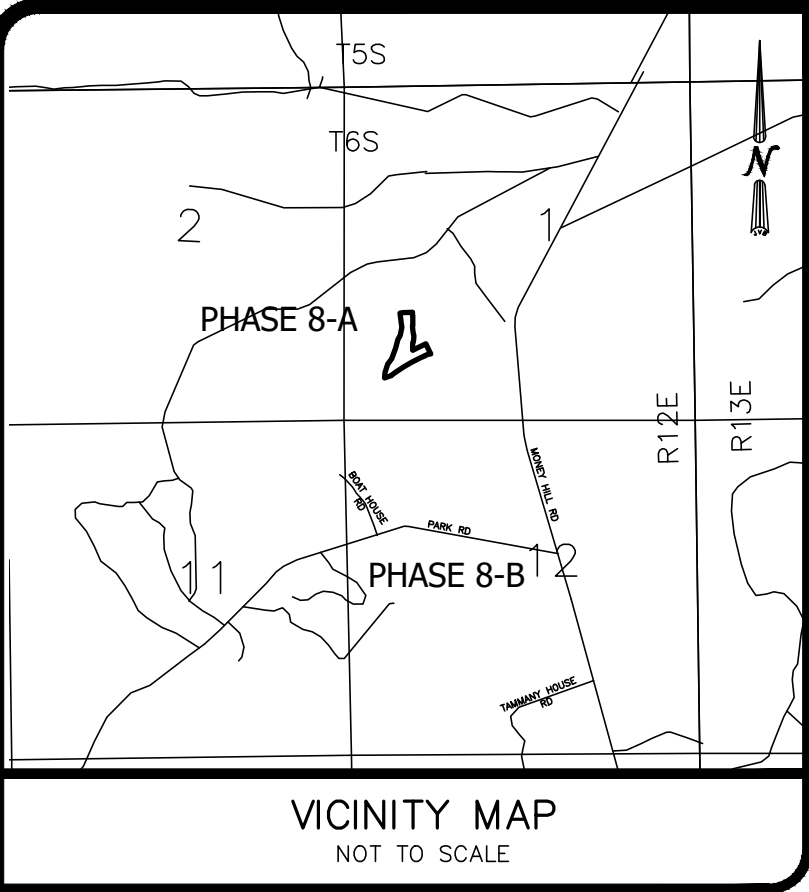 T5S
T6S
N
2
1
PHASE 8-A
R12E
R13E
BOAT HOUSE
RD
MONEY HILL RD
PARK RD
11
12
PHASE 8-B
TAMMANY HOUSE
RD
VICINITY MAP
NOT TO SCALE